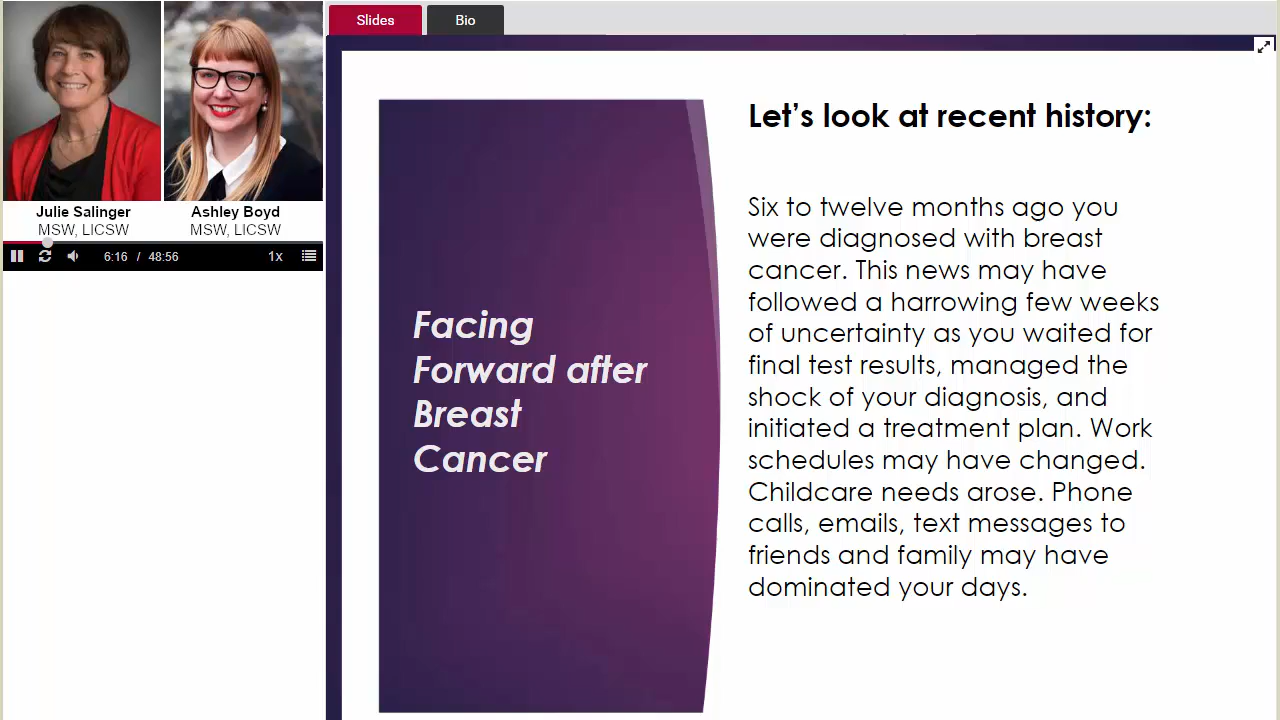 Slides
Bio
Julie Salinger
MSW, LICSW
Ashley Boyd
MSW, LICSW
6:16 / 48:56
1x
Facing
Forward after
Breast
Cancer
Let's look at recent history:
Six to twelve months ago you
were diagnosed with breast
cancer. This news may have
followed a harrowing few weeks
of uncertainty as you waited for
final test results, managed the
shock of your diagnosis, and
initiated a treatment plan. Work
schedules may have changed.
Childcare needs arose. Phone
calls, emails, text messages to
friends and family may have
dominated your days.